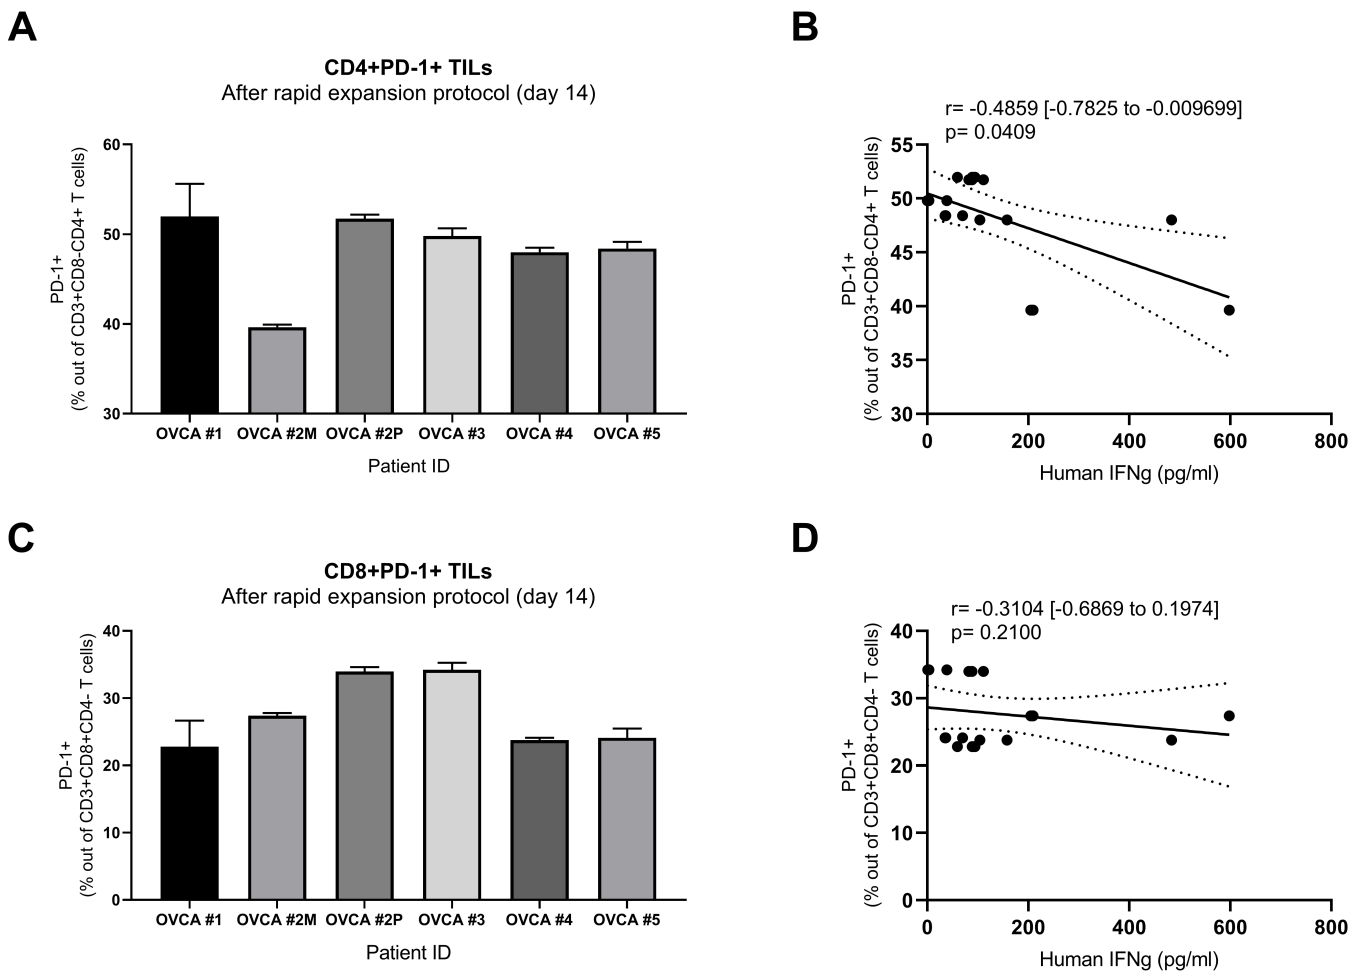 A
CD4+PD-1+ TILs
After rapid expansion protocol (day 14)
PD-1+
(% out of CD3+CD8-CD4+ T cells)
60
50
40
30
OVCA #1 OVCA #2M OVCA #2P OVCA #3 OVCA #4 OVCA #5
Patient ID
B
r= -0.4859 [-0.7825 to -0.009699]
p= 0.0409
PD-1+
(% out of CD3+CD8-CD4+ T cells)
55
50
45
40
35
30
0 200 400 600 800
Human IFNg (pg/ml)
C
CD8+PD-1+ TILs
After rapid expansion protocol (day 14)
PD-1+
(% out of CD3+CD8+CD4- T cells)
40
30
20
10
0
OVCA #1 OVCA #2M OVCA #2P OVCA #3 OVCA #4 OVCA #5
Patient ID
D
r= -0.3104 [-0.6869 to 0.1974]
p= 0.2100
PD-1+
(% out of CD3+CD8+CD4- T cells)
40
30
20
10
0
0 200 400 600 800
Human IFNg (pg/ml)